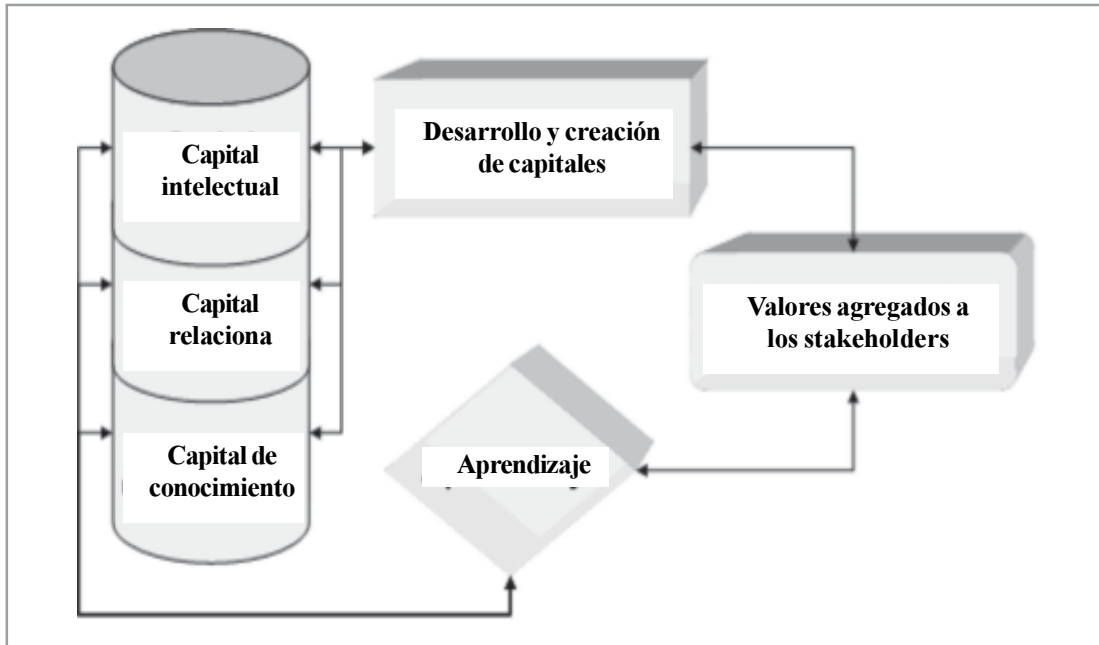 Capital
intelectual
Desarrollo y creación
de capitales
Capital
relaciona
Valores agregados a
los stakeholders
Capital de
conocimiento
Aprendizaje